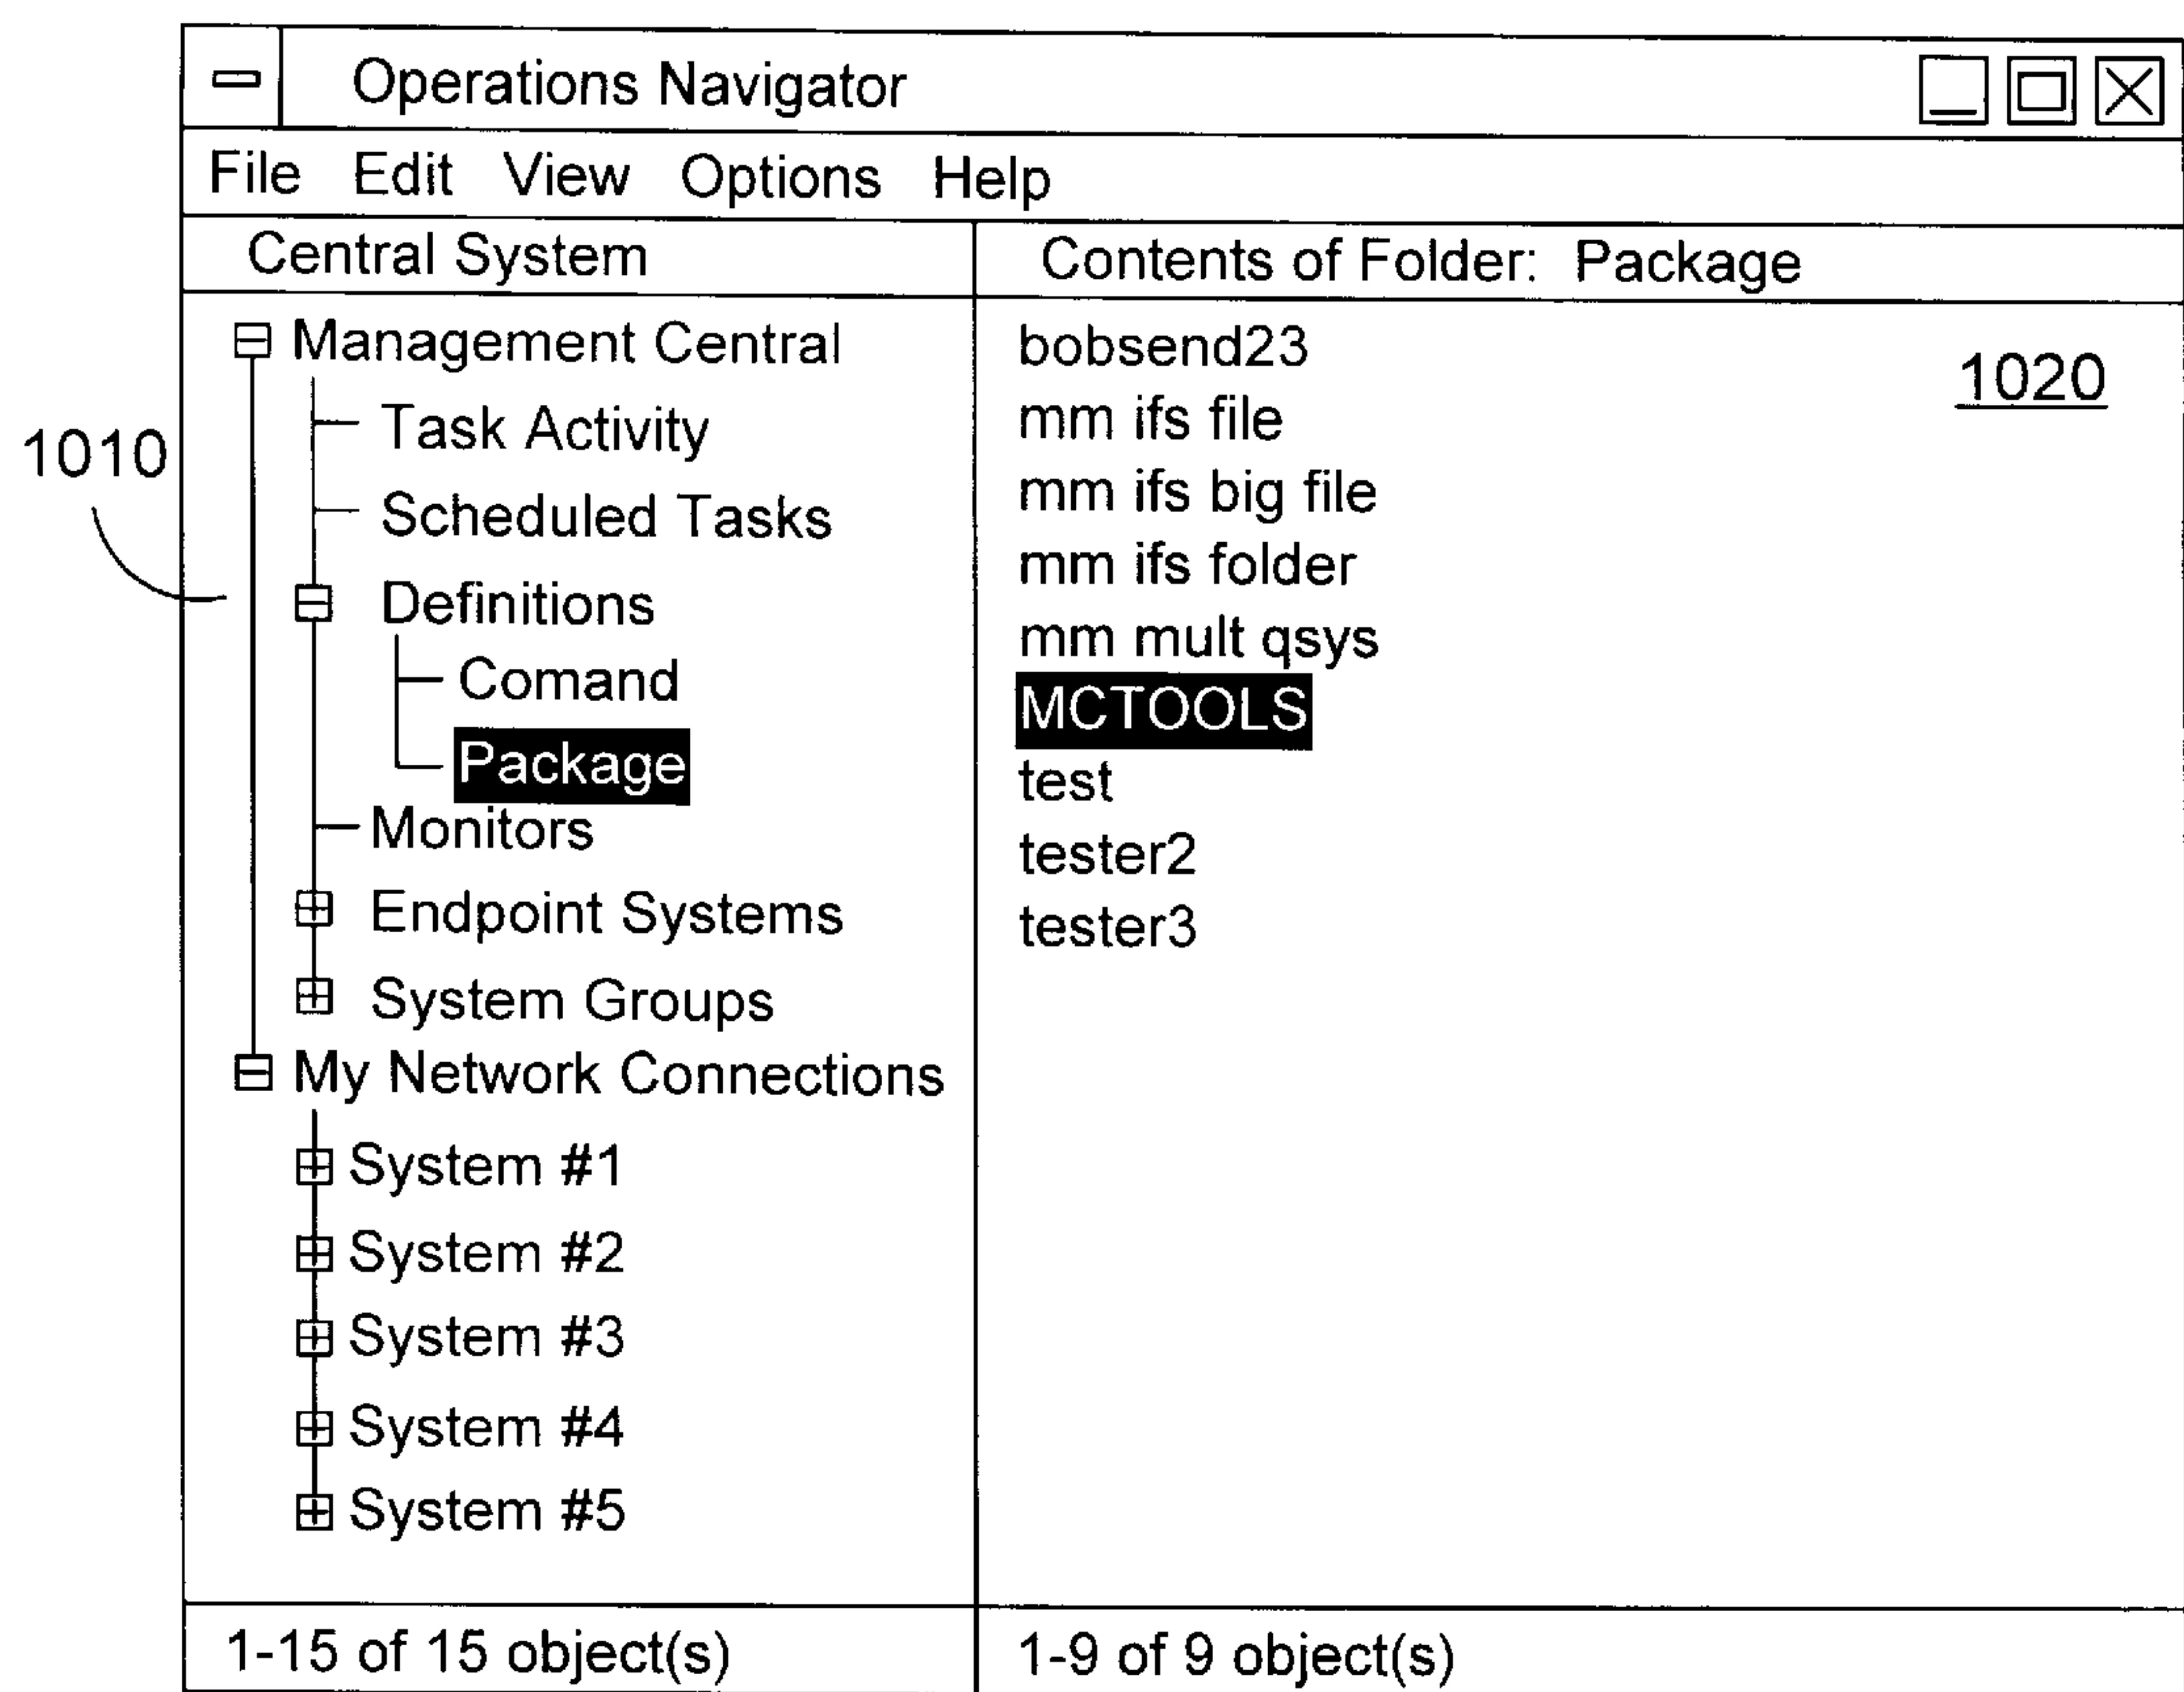 Operations Navigator
File Edit View Options Help
Central System
Contents of Folder: Package
1010
Management Central
Task Activity
Scheduled Tasks
Definitions
Comand
Package
Monitors
Endpoint Systems
System Groups
My Network Connections
System #1
System #2
System #3
System #4
System #5
1-15 of 15 object(s)
1020
bobsend23
mm ifs file
mm ifs big file
mm ifs folder
mm mult qsys
MCTOOLS
test
tester2
tester3
1-9 of 9 object(s)